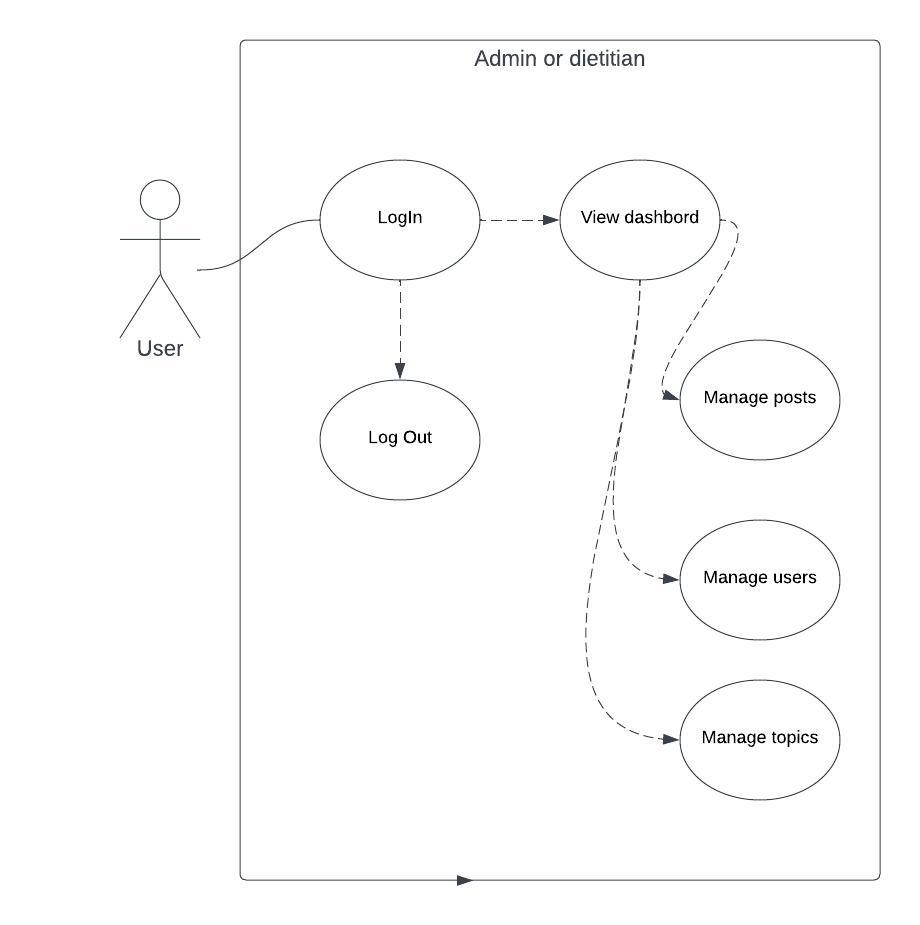 Admin or dietitian
LogIn
View dashbord
User
Manage posts
Log Out
Manage users
Manage topics